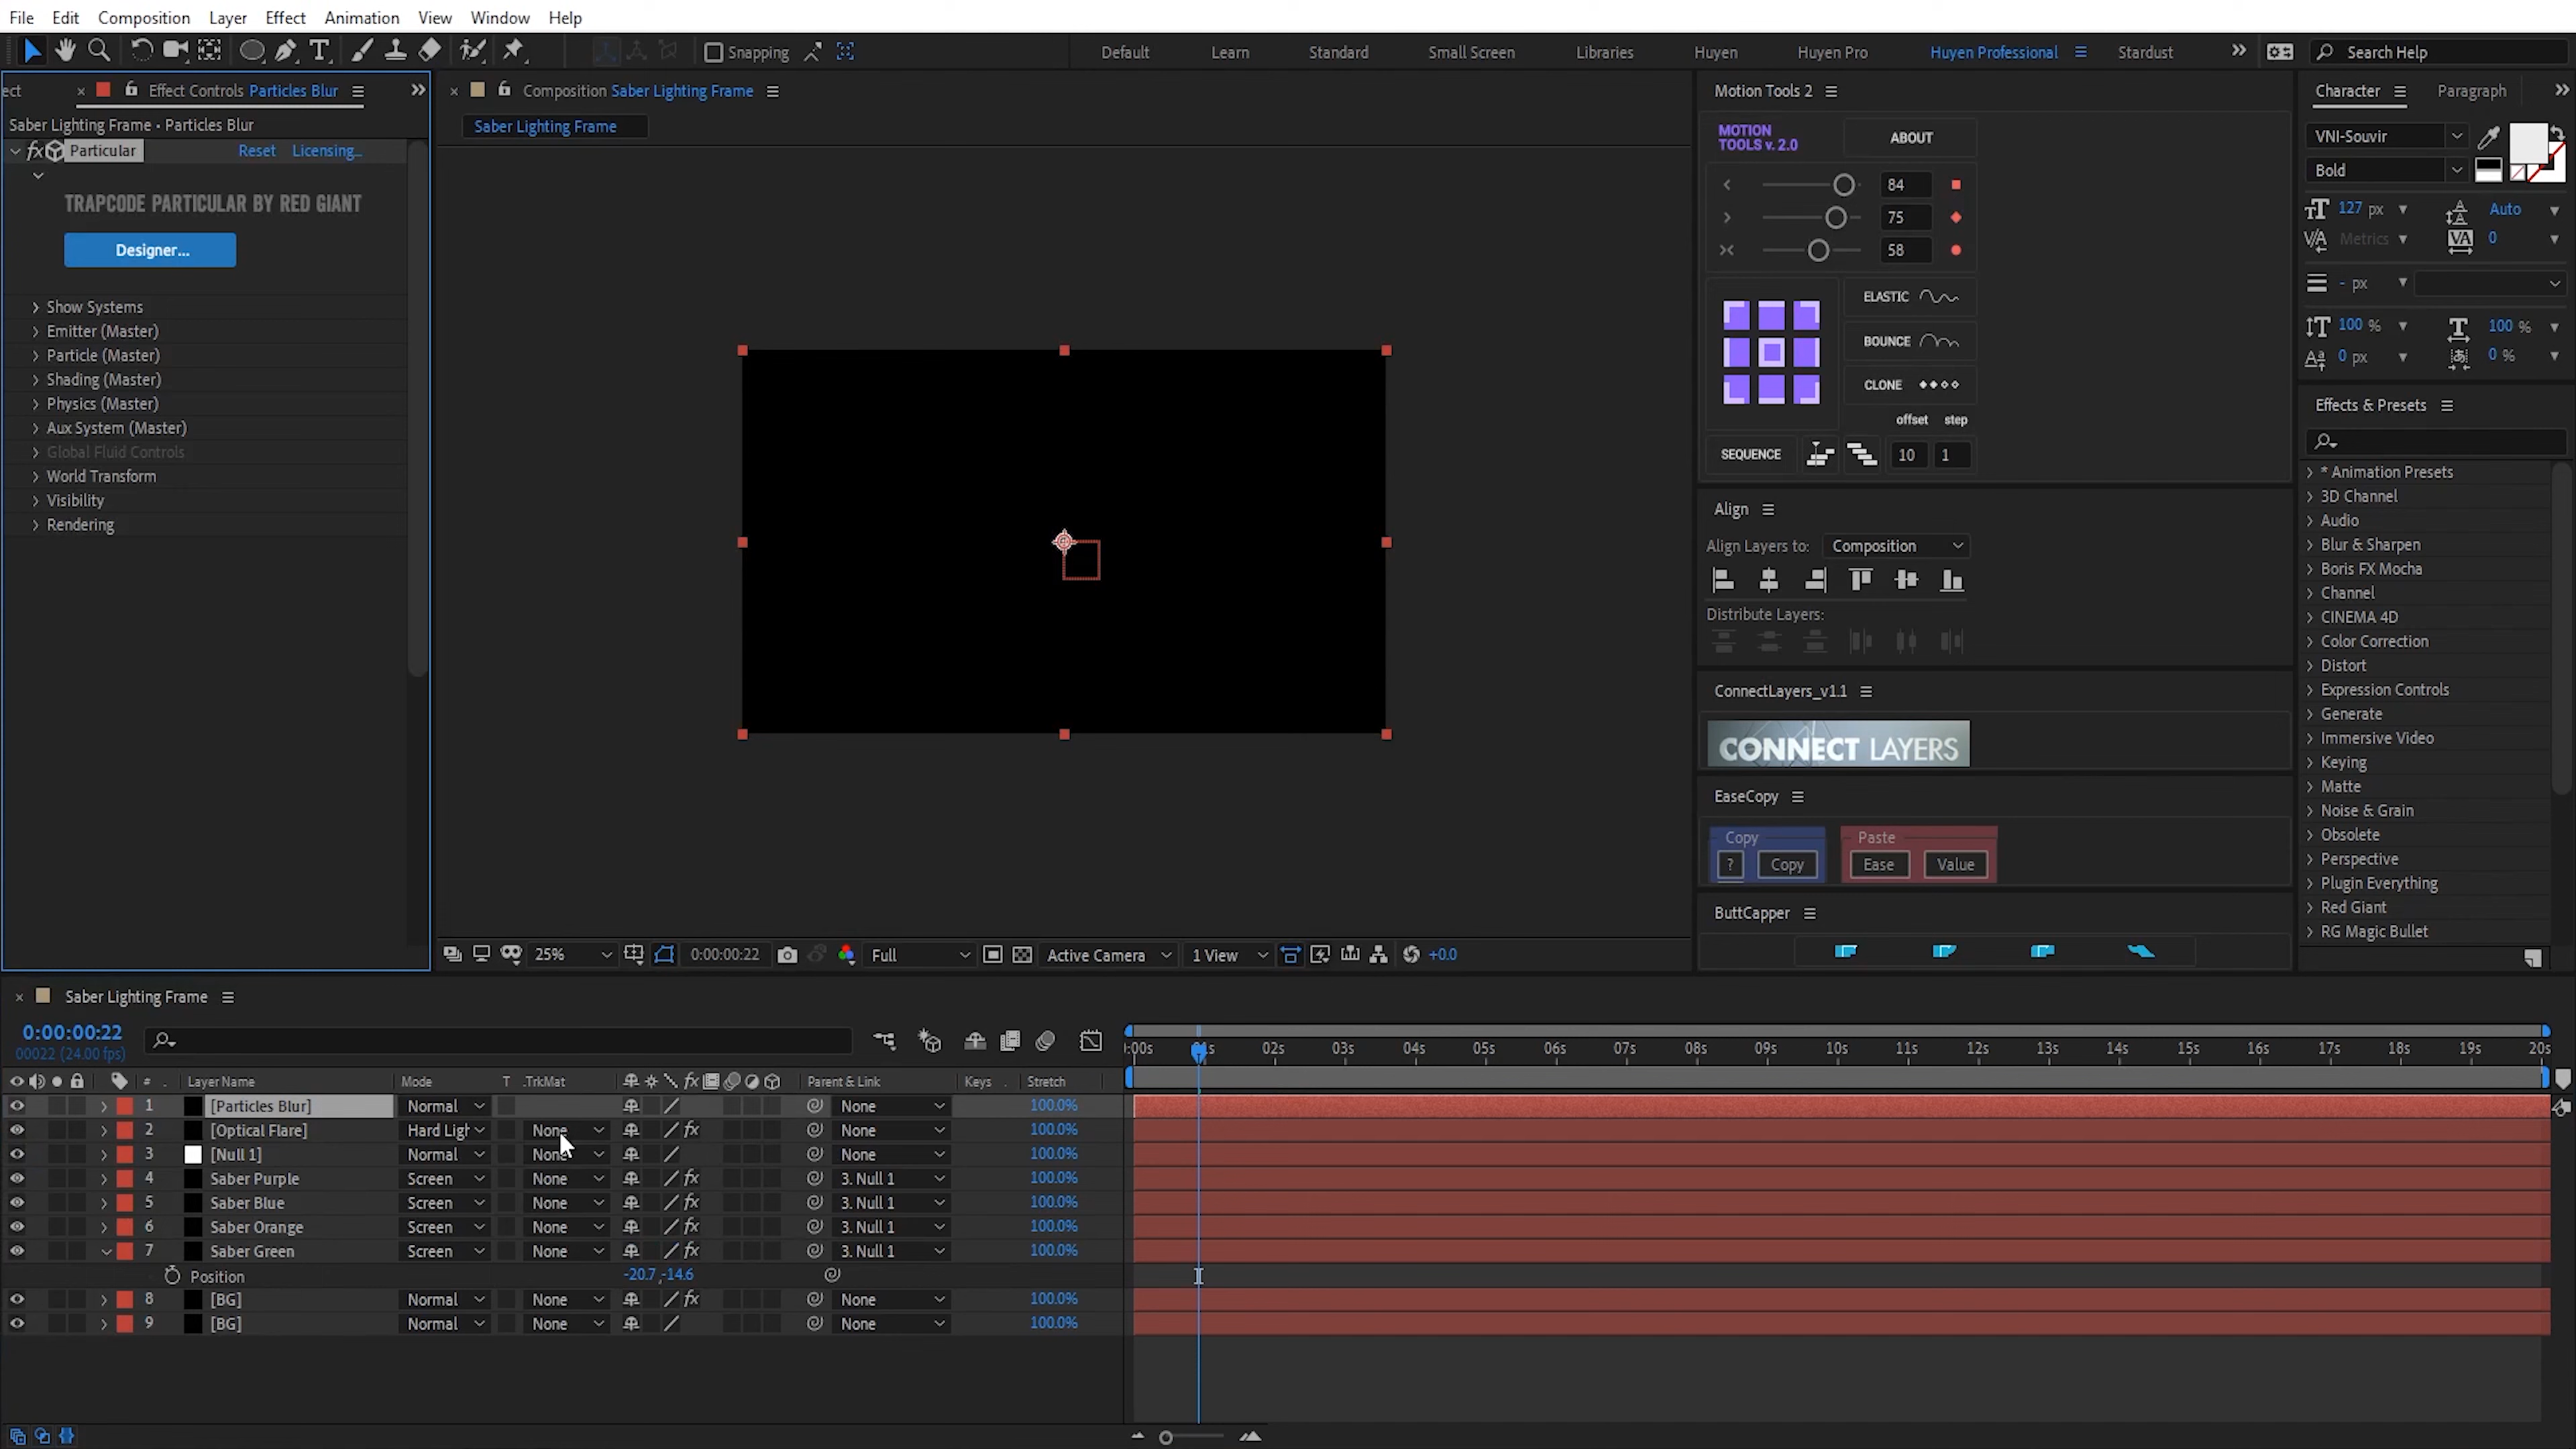 File Edit Composition Layer Effect Animation View Window Help
Snapping Default Learn Standard Small Screen Libraries Huyen Huyen Pro Huyen Professional Stardust Search Help
ect Effect Controls Particles Blur
Saber Lighting Frame • Particles Blur
fx Particular Reset Licensing...
TRAPCODE PARTICULAR BY RED GIANT
Designer...
Show Systems
Emitter (Master)
Particle (Master)
Shading (Master)
Physics (Master)
Aux System (Master)
Global Fluid Controls
World Transform
Visibility
Rendering
Composition Saber Lighting Frame
Saber Lighting Frame
25% 0:00:00:22 Full Active Camera 1 View +0.0
Motion Tools 2
MOTION
TOOLS v. 2.0
ABOUT
84
75
58
ELASTIC
BOUNCE
CLONE
offset step
SEQUENCE 10 1
Align
Align Layers to: Composition
Distribute Layers:
ConnectLayers_v1.1
CONNECT LAYERS
EaseCopy
Copy Paste
? Copy Ease Value
ButtCapper
Character Paragraph
VNI-Souvir
Bold
127 px Auto
Metrics 0
- px
100 % 100 %
0 px 0 %
Effects & Presets
* Animation Presets
3D Channel
Audio
Blur & Sharpen
Boris FX Mocha
Channel
CINEMA 4D
Color Correction
Distort
Expression Controls
Generate
Immersive Video
Keying
Matte
Noise & Grain
Obsolete
Perspective
Plugin Everything
Red Giant
RG Magic Bullet
Saber Lighting Frame
0:00:00:22
00022 (24.00 fps)
:00s 01s 02s 03s 04s 05s 06s 07s 08s 09s 10s 11s 12s 13s 14s 15s 16s 17s 18s 19s 20s
# Layer Name Mode T .TrkMat fx Parent & Link Keys Stretch
1 [Particles Blur] Normal None 100.0%
2 [Optical Flare] Hard Ligh None fx None 100.0%
3 [Null 1] Normal None None 100.0%
4 Saber Purple Screen None fx 3. Null 1 100.0%
5 Saber Blue Screen None fx 3. Null 1 100.0%
6 Saber Orange Screen None fx 3. Null 1 100.0%
7 Saber Green Screen None fx 3. Null 1 100.0%
Position -20.7,-14.6
8 [BG] Normal None fx None 100.0%
9 [BG] Normal None None 100.0%